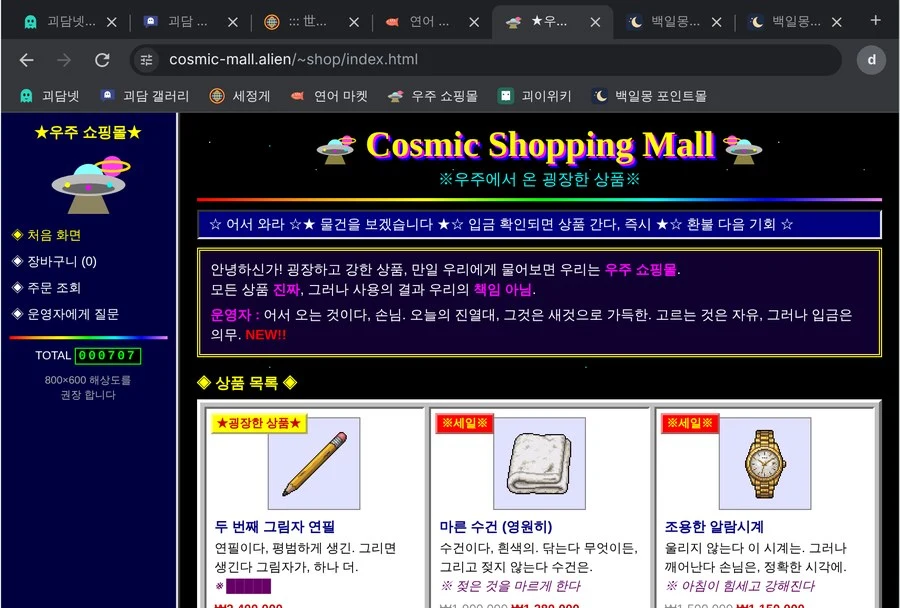 괴담넷...
괴담 ...
::: 世...
연어 ...
★우...
백일몽...
백일몽...
cosmic-mall.alien/~shop/index.html
d
괴담넷
괴담 갤러리
세정게
연어 마켓
우주 쇼핑몰
괴이위키
백일몽 포인트몰
★우주 쇼핑몰★
◈ 처음 화면
◈ 장바구니 (0)
◈ 주문 조회
◈ 운영자에게 질문
TOTAL 000707
800×600 해상도를
권장 합니다
Cosmic Shopping Mall
※우주에서 온 굉장한 상품※
☆ 어서 와라 ☆★ 물건을 보겠습니다 ★☆ 입금 확인되면 상품 간다, 즉시 ★☆ 환불 다음 기회 ☆
안녕하신가! 굉장하고 강한 상품, 만일 우리에게 물어보면 우리는 우주 쇼핑몰.
모든 상품 진짜, 그러나 사용의 결과 우리의 책임 아님.
운영자 : 어서 오는 것이다, 손님. 오늘의 진열대, 그것은 새것으로 가득한. 고르는 것은 자유, 그러나 입금은
의무. NEW!!
◈ 상품 목록 ◈
★굉장한 상품★
두 번째 그림자 연필
연필이다, 평범하게 생긴. 그리면
생긴다 그림자가, 하나 더.
※ █████
₩2,400,000
※세일※
마른 수건 (영원히)
수건이다, 흰색의. 닦는다 무엇이든,
그리고 젖지 않는다 수건은.
※ 젖은 것을 마르게 한다
※세일※
조용한 알람시계
울리지 않는다 이 시계는. 그러나
깨어난다 손님은, 정확한 시각에.
※ 아침이 힘세고 강해진다